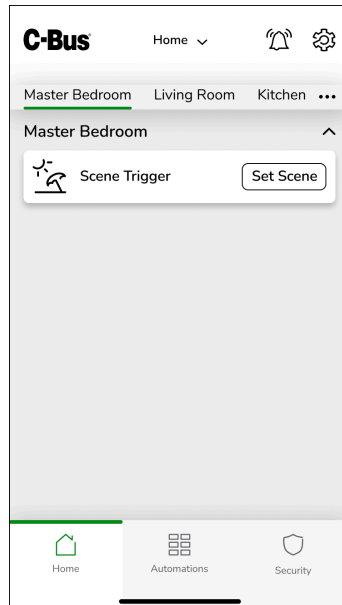 C-Bus Home
Master Bedroom Living Room Kitchen
Master Bedroom
Scene Trigger Set Scene
Home Automations Security